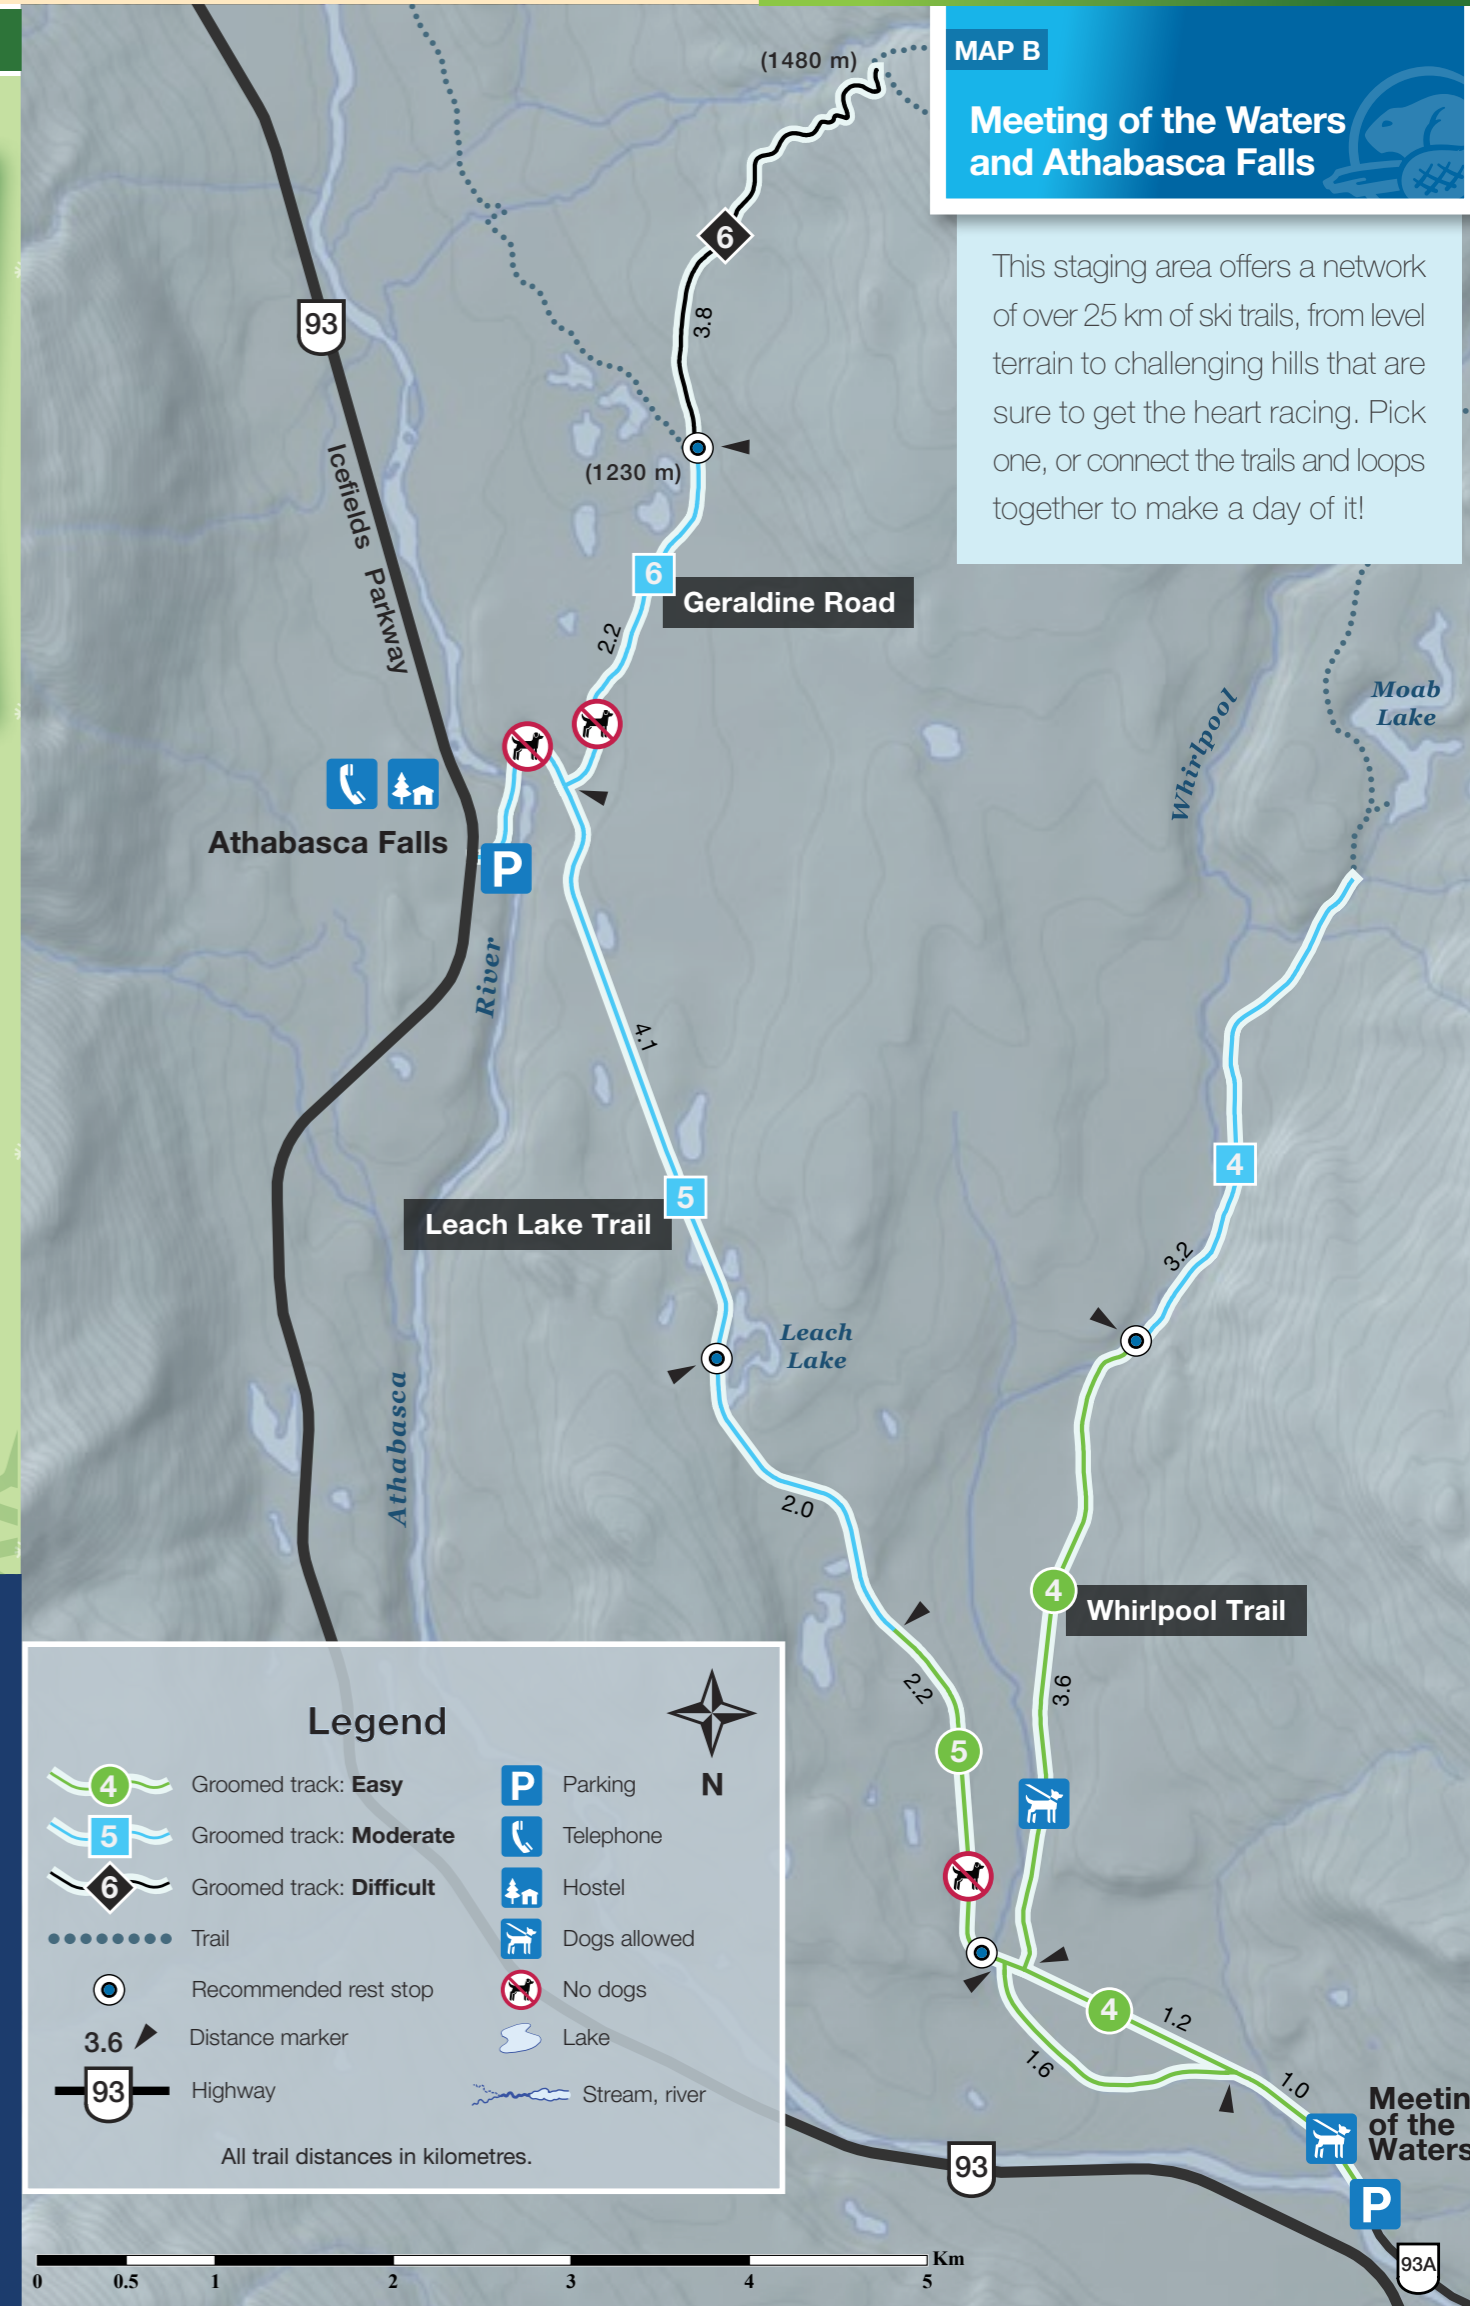 (1480 m)
MAP B
Meeting of the Waters
and Athabasca Falls
This staging area offers a network
of over 25 km of ski trails, from level
terrain to challenging hills that are
sure to get the heart racing. Pick
one, or connect the trails and loops
together to make a day of it!
6
3.8
93
Icefields Parkway
(1230 m)
6
Geraldine Road
2.2
Moab
Lake
Whirlpool
Athabasca Falls
P
River
4.1
4
5
Leach Lake Trail
3.2
Leach
Lake
Athabasca
2.0
4
Whirlpool Trail
2.2
3.6
5
4
1.2
1.6
1.0
Meetin
of the
Waters
P
93
93A
Legend
4 Groomed track: Easy
5 Groomed track: Moderate
6 Groomed track: Difficult
Trail
Recommended rest stop
3.6 Distance marker
93 Highway
P Parking
Telephone
Hostel
Dogs allowed
No dogs
Lake
Stream, river
N
All trail distances in kilometres.
Km
0 0.5 1 2 3 4 5